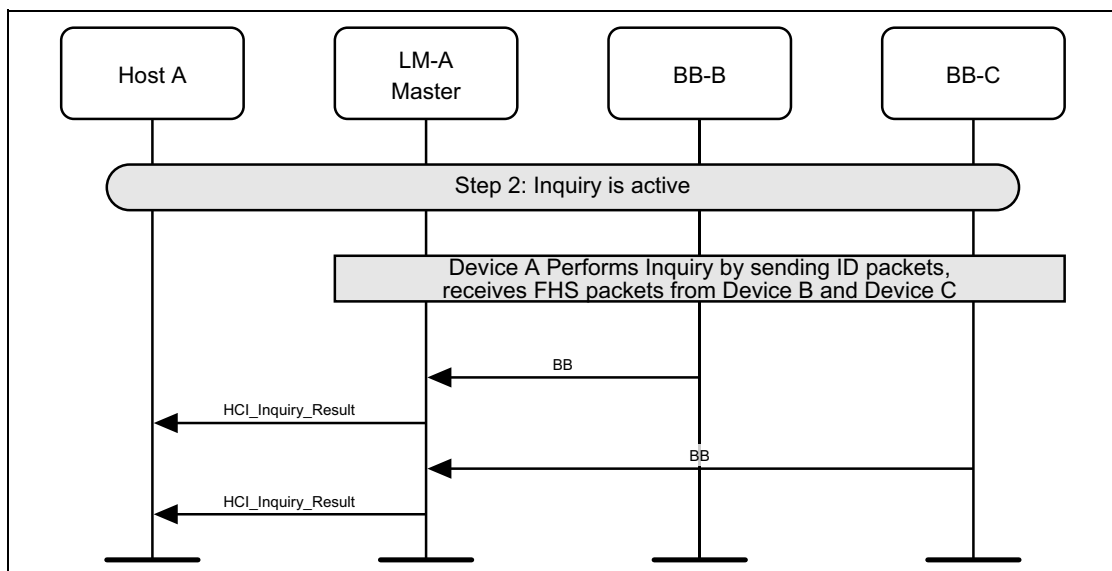 Host A
LM-A
Master
BB-B
BB-C
Step 2: Inquiry is active
Device A Performs Inquiry by sending ID packets,
receives FHS packets from Device B and Device C
BB
HCI_Inquiry_Result
BB
HCI_Inquiry_Result